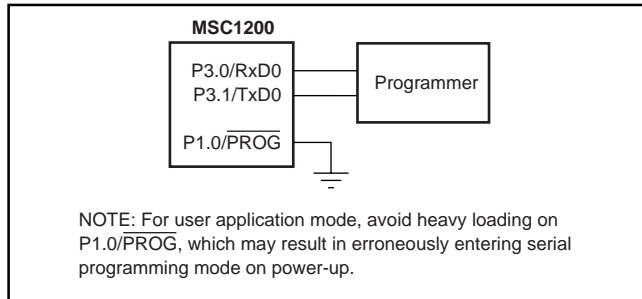 MSC1200
P3.0/RxD0
P3.1/TxD0
Programmer
P1.0/PROG
NOTE: For user application mode, avoid heavy loading on
P1.0/PROG, which may result in erroneously entering serial
programming mode on power-up.